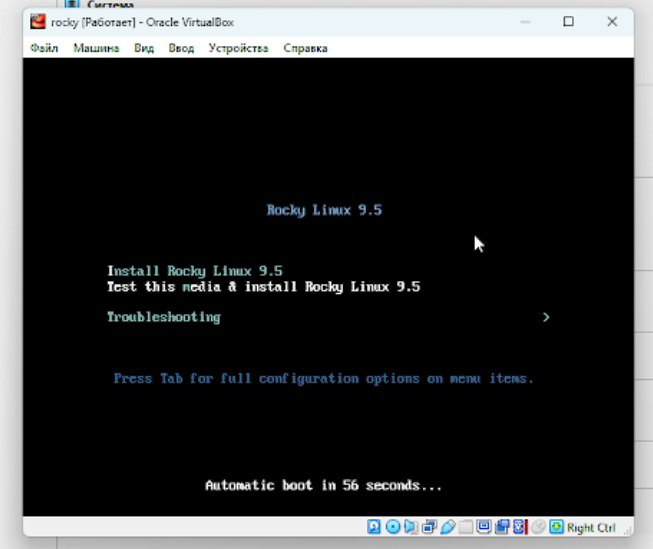 Система
rocky [Работает] - Oracle VirtualBox
Файл Машина Вид Ввод Устройства Справка
Rocky Linux 9.5
Install Rocky Linux 9.5
Test this media & install Rocky Linux 9.5
Troubleshooting >
Press Tab for full configuration options on menu items.
Automatic boot in 56 seconds...
Right Ctrl